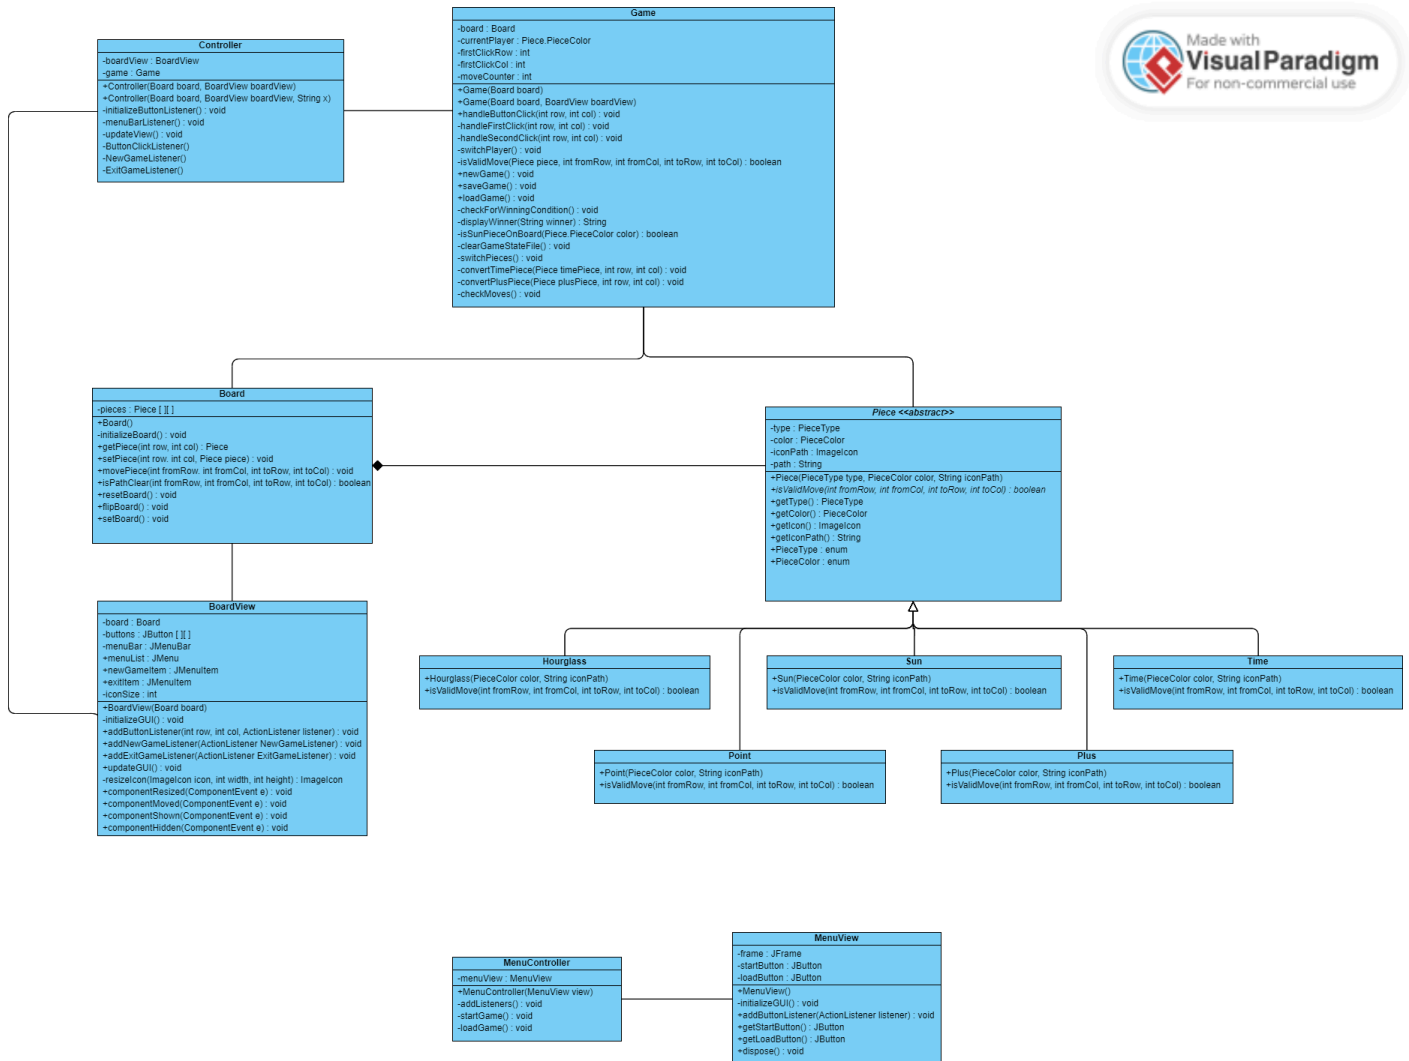 Made with
Visual Paradigm
For non-commercial use
Game
-board : Board
-currentPlayer : Piece.PieceColor
-firstClickRow : int
-firstClickCol : int
-moveCounter : int
+Game(Board board)
+Game(Board board, BoardView boardView)
+handleButtonClick(int row, int col) : void
-handleFirstClick(int row, int col) : void
-handleSecondClick(int row, int col) : void
-switchPlayer() : void
-isValidMove(Piece piece, int fromRow, int fromCol, int toRow, int toCol) : boolean
+newGame() : void
+saveGame() : void
+loadGame() : void
-checkForWinningCondition() : void
-displayWinner(String winner) : String
-isSunPieceOnBoard(Piece.PieceColor color) : boolean
-clearGameStateFile() : void
-switchPieces() : void
-convertTimePiece(Piece timePiece, int row, int col) : void
-convertPlusPiece(Piece plusPiece, int row, int col) : void
-checkMoves() : void
Controller
-boardView : BoardView
-game : Game
+Controller(Board board, BoardView boardView)
+Controller(Board board, BoardView boardView, String x)
-initializeButtonListener() : void
-menuBarListener() : void
-updateView() : void
-ButtonClickListener()
-NewGameListener()
-ExitGameListener()
Board
-pieces : Piece [ ][ ]
+Board()
-initializeBoard() : void
+getPiece(int row, int col) : Piece
+setPiece(int row. int col, Piece piece) : void
+movePiece(int fromRow. int fromCol, int toRow, int toCol) : void
+isPathClear(int fromRow, int fromCol, int toRow, int toCol) : boolean
+resetBoard() : void
+flipBoard() : void
+setBoard() : void
Piece <<abstract>>
-type : PieceType
-color : PieceColor
-iconPath : ImageIcon
-path : String
+Piece(PieceType type, PieceColor color, String iconPath)
+isValidMove(int fromRow, int fromCol, int toRow, int toCol) : boolean
+getType() : PieceType
+getColor() : PieceColor
+getIcon() : ImageIcon
+getIconPath() : String
+PieceType : enum
+PieceColor : enum
BoardView
-board : Board
-buttons : JButton [ ][ ]
-menuBar : JMenuBar
+menuList : JMenu
+newGameItem : JMenuItem
+exitItem : JMenuItem
-iconSize : int
+BoardView(Board board)
-initializeGUI() : void
+addButtonListener(int row, int col, ActionListener listener) : void
+addNewGameListener(ActionListener NewGameListener) : void
+addExitGameListener(ActionListener ExitGameListener) : void
+updateGUI() : void
-resizeIcon(ImageIcon icon, int width, int height) : ImageIcon
+componentResized(ComponentEvent e) : void
+componentMoved(ComponentEvent e) : void
+componentShown(ComponentEvent e) : void
+componentHidden(ComponentEvent e) : void
Hourglass
+Hourglass(PieceColor color, String iconPath)
+isValidMove(int fromRow, int fromCol, int toRow, int toCol) : boolean
Sun
+Sun(PieceColor color, String iconPath)
+isValidMove(int fromRow, int fromCol, int toRow, int toCol) : boolean
Time
+Time(PieceColor color, String iconPath)
+isValidMove(int fromRow, int fromCol, int toRow, int toCol) : boolean
Point
+Point(PieceColor color, String iconPath)
+isValidMove(int fromRow, int fromCol, int toRow, int toCol) : boolean
Plus
+Plus(PieceColor color, String iconPath)
+isValidMove(int fromRow, int fromCol, int toRow, int toCol) : boolean
MenuController
-menuView : MenuView
+MenuController(MenuView view)
-addListeners() : void
-startGame() : void
-loadGame() : void
MenuView
-frame : JFrame
-startButton : JButton
-loadButton : JButton
+MenuView()
-initializeGUI() : void
+addButtonListener(ActionListener listener) : void
+getStartButton() : JButton
+getLoadButton() : JButton
+dispose() : void